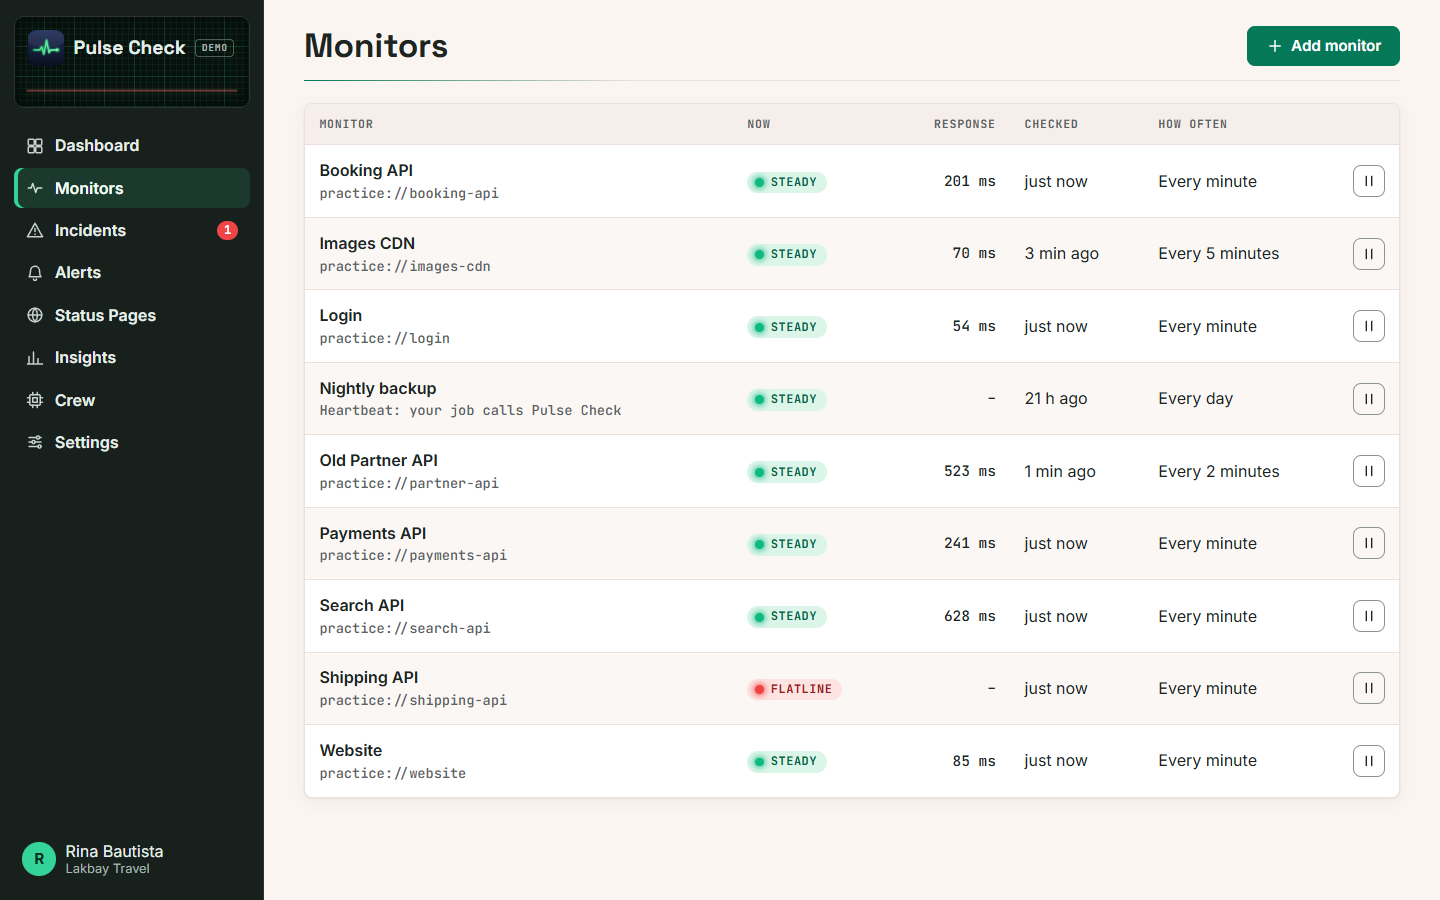 Pulse Check DEMO
Dashboard
Monitors
Incidents 1
Alerts
Status Pages
Insights
Crew
Settings
R
Rina Bautista
Lakbay Travel
Monitors
+ Add monitor
MONITOR NOW RESPONSE CHECKED HOW OFTEN
Booking API
practice://booking-api
STEADY 201 ms just now Every minute
Images CDN
practice://images-cdn
STEADY 70 ms 3 min ago Every 5 minutes
Login
practice://login
STEADY 54 ms just now Every minute
Nightly backup
Heartbeat: your job calls Pulse Check
STEADY – 21 h ago Every day
Old Partner API
practice://partner-api
STEADY 523 ms 1 min ago Every 2 minutes
Payments API
practice://payments-api
STEADY 241 ms just now Every minute
Search API
practice://search-api
STEADY 628 ms just now Every minute
Shipping API
practice://shipping-api
FLATLINE – just now Every minute
Website
practice://website
STEADY 85 ms just now Every minute